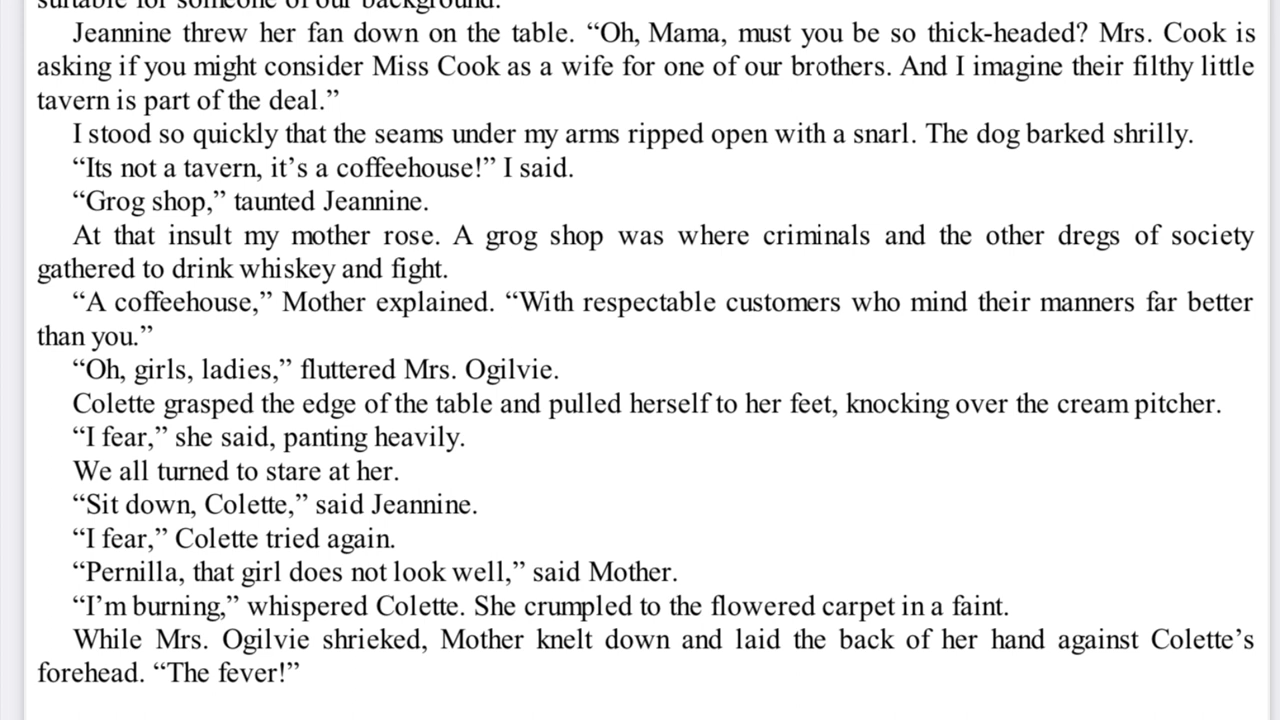 suitable for someone of our background.
Jeannine threw her fan down on the table. “Oh, Mama, must you be so thick-headed? Mrs. Cook is
asking if you might consider Miss Cook as a wife for one of our brothers. And I imagine their filthy little
tavern is part of the deal.”
I stood so quickly that the seams under my arms ripped open with a snarl. The dog barked shrilly.
“Its not a tavern, it’s a coffeehouse!” I said.
“Grog shop,” taunted Jeannine.
At that insult my mother rose. A grog shop was where criminals and the other dregs of society
gathered to drink whiskey and fight.
“A coffeehouse,” Mother explained. “With respectable customers who mind their manners far better
than you.”
“Oh, girls, ladies,” fluttered Mrs. Ogilvie.
Colette grasped the edge of the table and pulled herself to her feet, knocking over the cream pitcher.
“I fear,” she said, panting heavily.
We all turned to stare at her.
“Sit down, Colette,” said Jeannine.
“I fear,” Colette tried again.
“Pernilla, that girl does not look well,” said Mother.
“I’m burning,” whispered Colette. She crumpled to the flowered carpet in a faint.
While Mrs. Ogilvie shrieked, Mother knelt down and laid the back of her hand against Colette’s
forehead. “The fever!”